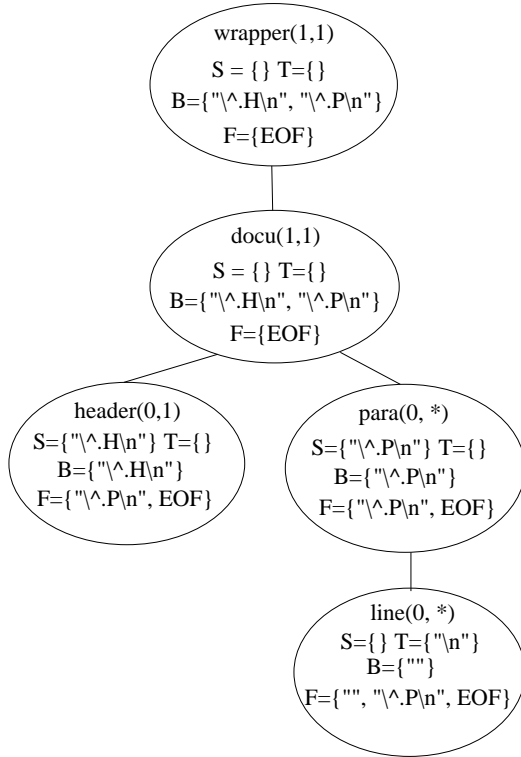 wrapper(1,1)
S = {} T={}
B={"\^.H\n", "\^.P\n"}
F={EOF}
docu(1,1)
S = {} T={}
B={"\^.H\n", "\^.P\n"}
F={EOF}
header(0,1)
S={"\^.H\n"} T={}
B={"\^.H\n"}
F={"\^.P\n", EOF}
para(0, *)
S={"\^.P\n"} T={}
B={"\^.P\n"}
F={"\^.P\n", EOF}
line(0, *)
S={} T={"\n"}
B={""}
F={"", "\^.P\n", EOF}